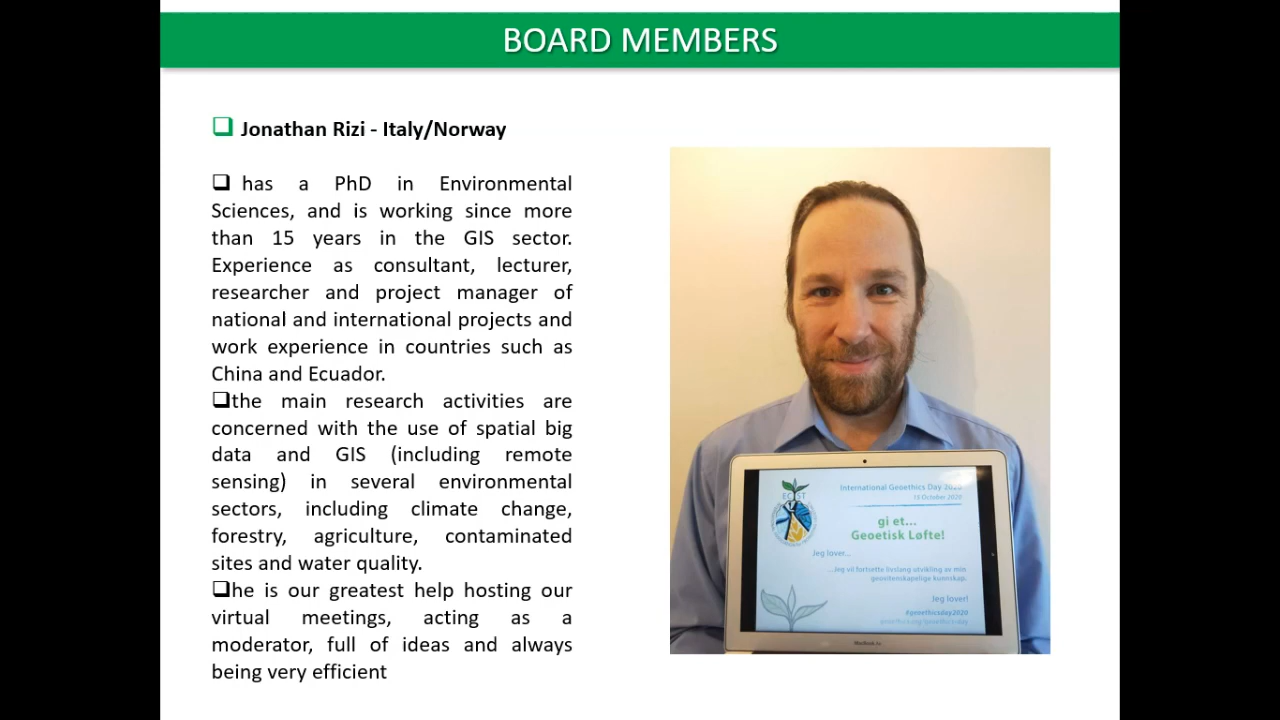 BOARD MEMBERS
Jonathan Rizi - Italy/Norway
has a PhD in Environmental
Sciences, and is working since more
than 15 years in the GIS sector.
Experience as consultant, lecturer,
researcher and project manager of
national and international projects and
work experience in countries such as
China and Ecuador.
the main research activities are
concerned with the use of spatial big
data and GIS (including remote
sensing) in several environmental
sectors, including climate change,
forestry, agriculture, contaminated
sites and water quality.
he is our greatest help hosting our
virtual meetings, acting as a
moderator, full of ideas and always
being very efficient
International Geoethics Day 2020
15 October 2020
gi et...
Geoetisk Løfte!
Jeg lover...
...Jeg vil fortsette livslang utvikling av min
geovitenskapelige kunnskap.
Jeg lover!
#geoethicsday2020
MacBook Air